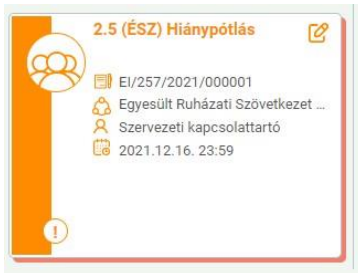 2.5 (ÉSZ) Hiánypótlás
EI/257/2021/000001
Egyesült Ruházati Szövetkezet ...
Szervezeti kapcsolattartó
2021.12.16. 23:59
!